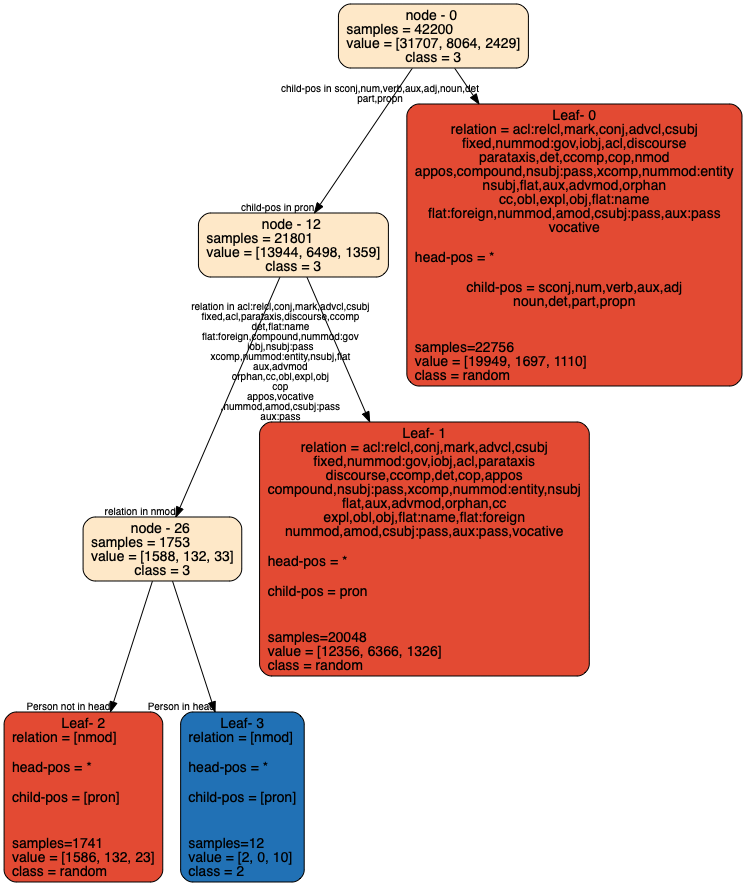 node - 0
samples = 42200
value = [31707, 8064, 2429]
class = 3
child-pos in sconj,num,verb,aux,adj,noun,det
part,propn
Leaf- 0
relation = acl:relcl,mark,conj,advcl,csubj
fixed,nummod:gov,iobj,acl,discourse
parataxis,det,ccomp,cop,nmod
appos,compound,nsubj:pass,xcomp,nummod:entity
nsubj,flat,aux,advmod,orphan
cc,obl,expl,obj,flat:name
flat:foreign,nummod,amod,csubj:pass,aux:pass
vocative
head-pos = *
child-pos = sconj,num,verb,aux,adj
noun,det,part,propn
samples=22756
value = [19949, 1697, 1110]
class = random
child-pos in pron
node - 12
samples = 21801
value = [13944, 6498, 1359]
class = 3
relation in acl:relcl,conj,mark,advcl,csubj
fixed,acl,parataxis,discourse,ccomp
det,flat:name
flat:foreign,compound,nummod:gov
iobj,nsubj:pass
xcomp,nummod:entity,nsubj,flat
aux,advmod
orphan,cc,obl,expl,obj
cop
appos,vocative
,nummod,amod,csubj:pass
aux:pass
Leaf- 1
relation = acl:relcl,conj,mark,advcl,csubj
fixed,nummod:gov,iobj,acl,parataxis
discourse,ccomp,det,cop,appos
compound,nsubj:pass,xcomp,nummod:entity,nsubj
flat,aux,advmod,orphan,cc
expl,obl,obj,flat:name,flat:foreign
nummod,amod,csubj:pass,aux:pass,vocative
head-pos = *
child-pos = pron
samples=20048
value = [12356, 6366, 1326]
class = random
relation in nmod
node - 26
samples = 1753
value = [1588, 132, 33]
class = 3
Person not in head
Leaf- 2
relation = [nmod]
head-pos = *
child-pos = [pron]
samples=1741
value = [1586, 132, 23]
class = random
Person in head
Leaf- 3
relation = [nmod]
head-pos = *
child-pos = [pron]
samples=12
value = [2, 0, 10]
class = 2